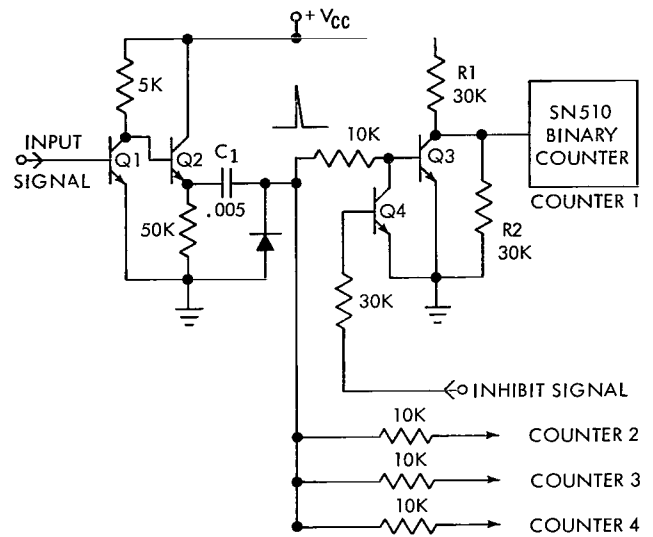 + VCC
5K
INPUT
SIGNAL
Q1
Q2
C1
.005
50K
10K
R1
30K
Q3
Q4
SN510
BINARY
COUNTER
COUNTER 1
R2
30K
30K
INHIBIT SIGNAL
10K
COUNTER 2
10K
COUNTER 3
10K
COUNTER 4